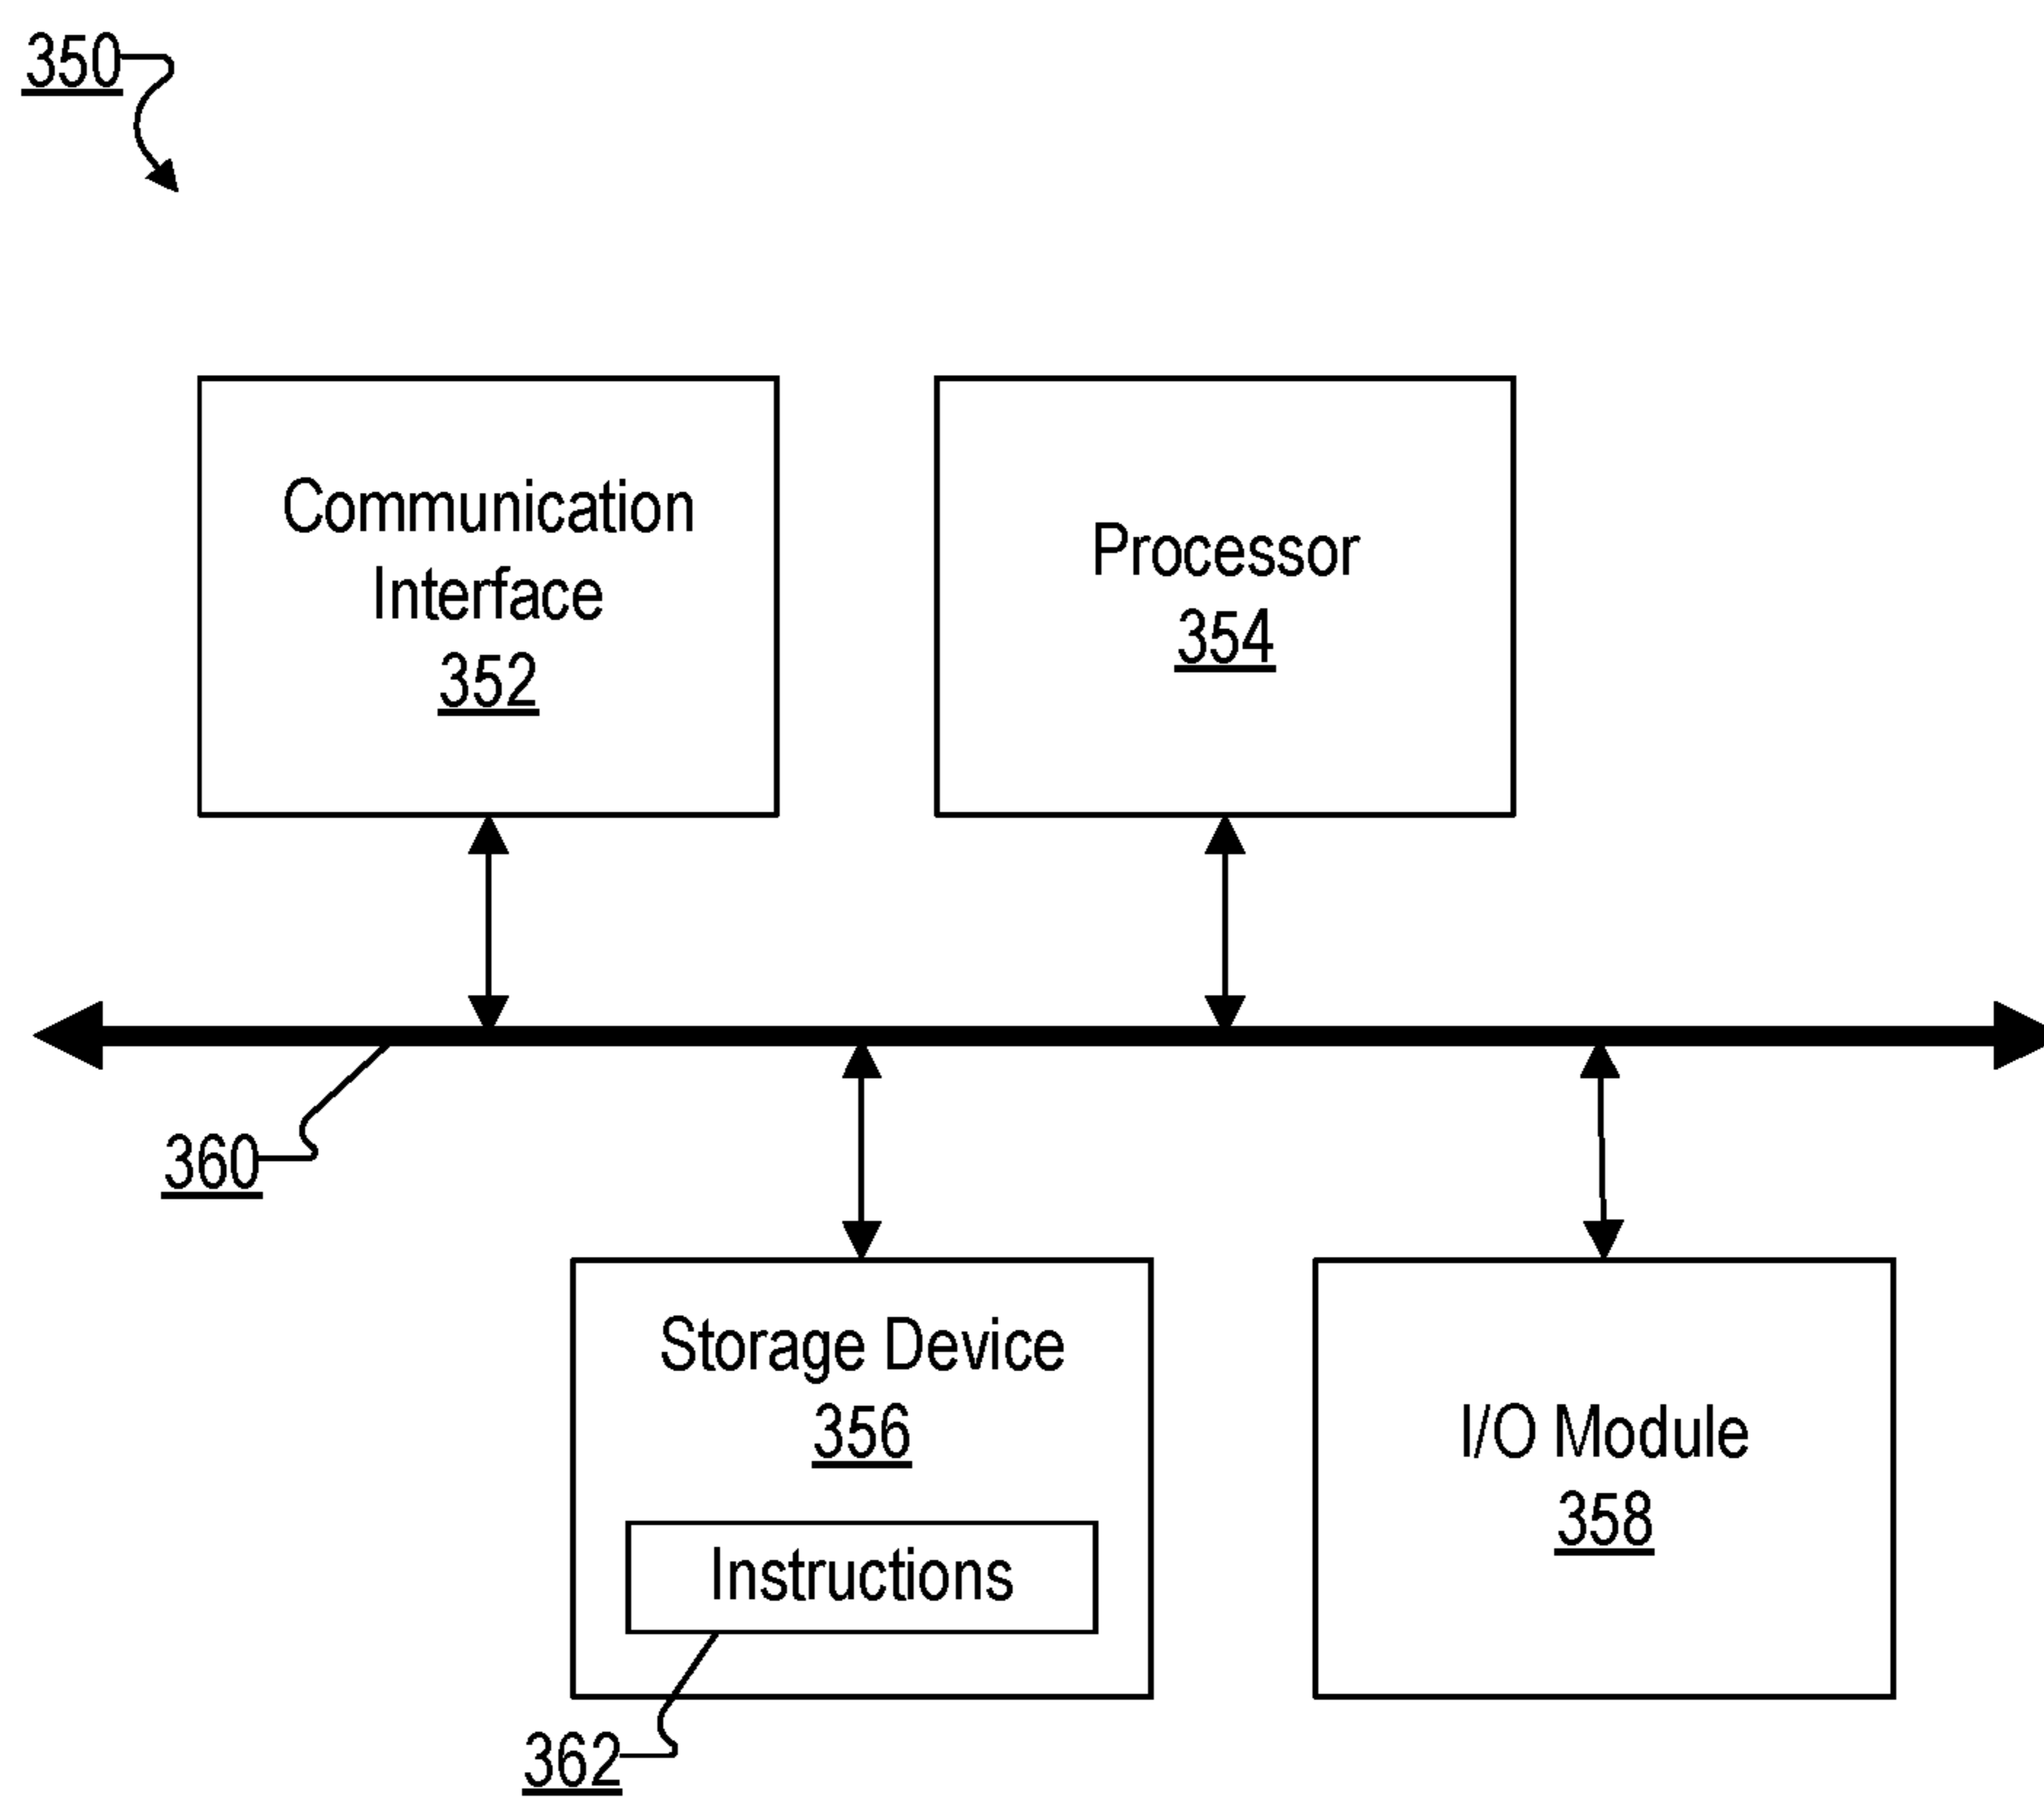 350
Communication
Interface
352
Processor
354
360
Storage Device
356
Instructions
362
I/O Module
358